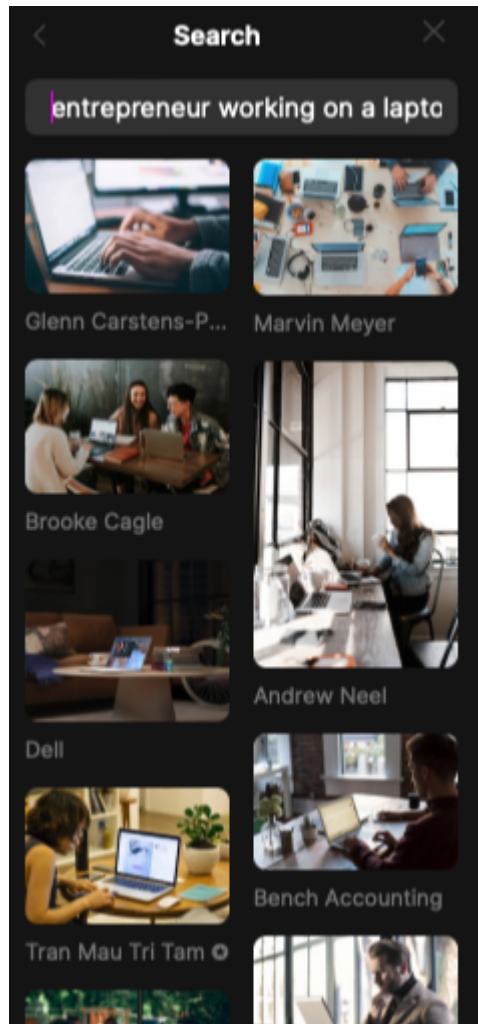 Search
entrepreneur working on a lapto
Glenn Carstens-P...
Marvin Meyer
Brooke Cagle
Andrew Neel
Dell
Bench Accounting
Tran Mau Tri Tam ✪